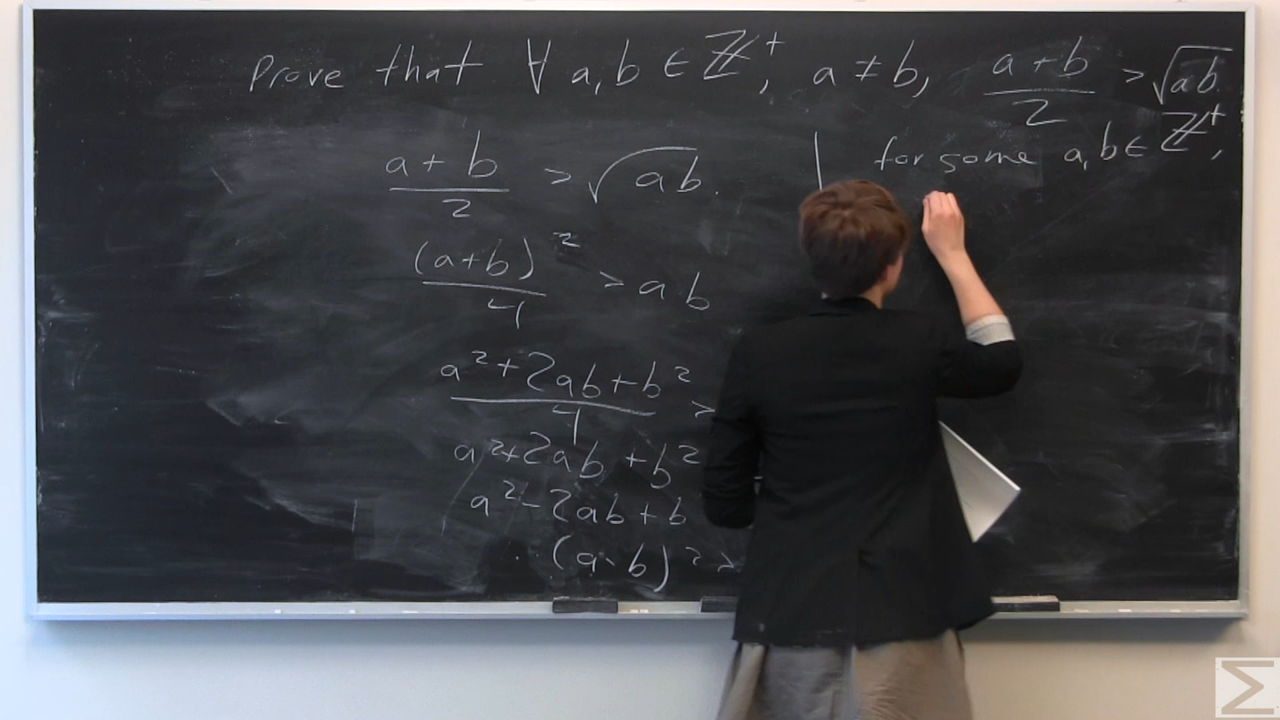 Prove that ∀ a,b ∈ ℤ⁺, a ≠ b, (a+b)/2 > √ab.
(a+b)/2 > √ab.
(a+b)²/4 > ab
(a²+2ab+b²)/4 >
a²+2ab+b²
a²-2ab+b
(a-b)² >
for some a,b ∈ ℤ⁺,
Σ